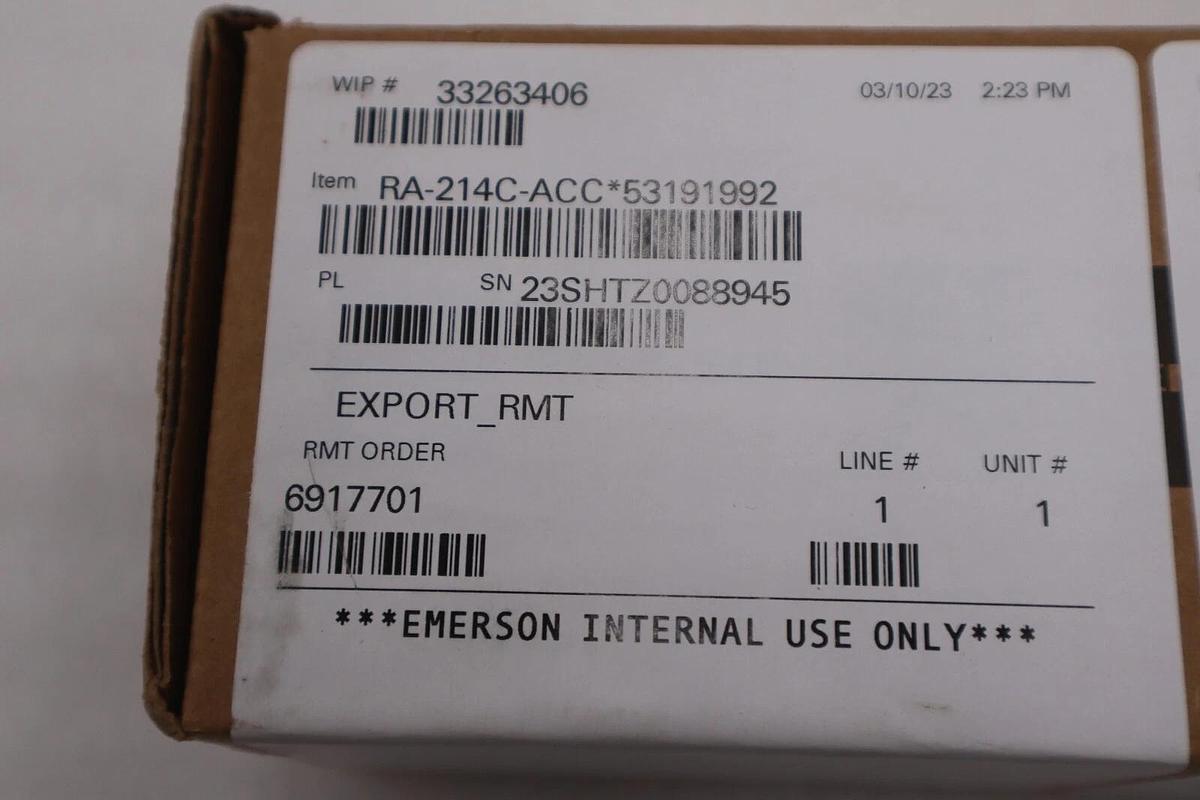 WIP # 33263406 03/10/23 2:23 PM
Item RA-214C-ACC*53191992
PL SN 23SHTZ0088945
EXPORT_RMT
RMT ORDER LINE # UNIT #
6917701 1 1
***EMERSON INTERNAL USE ONLY***